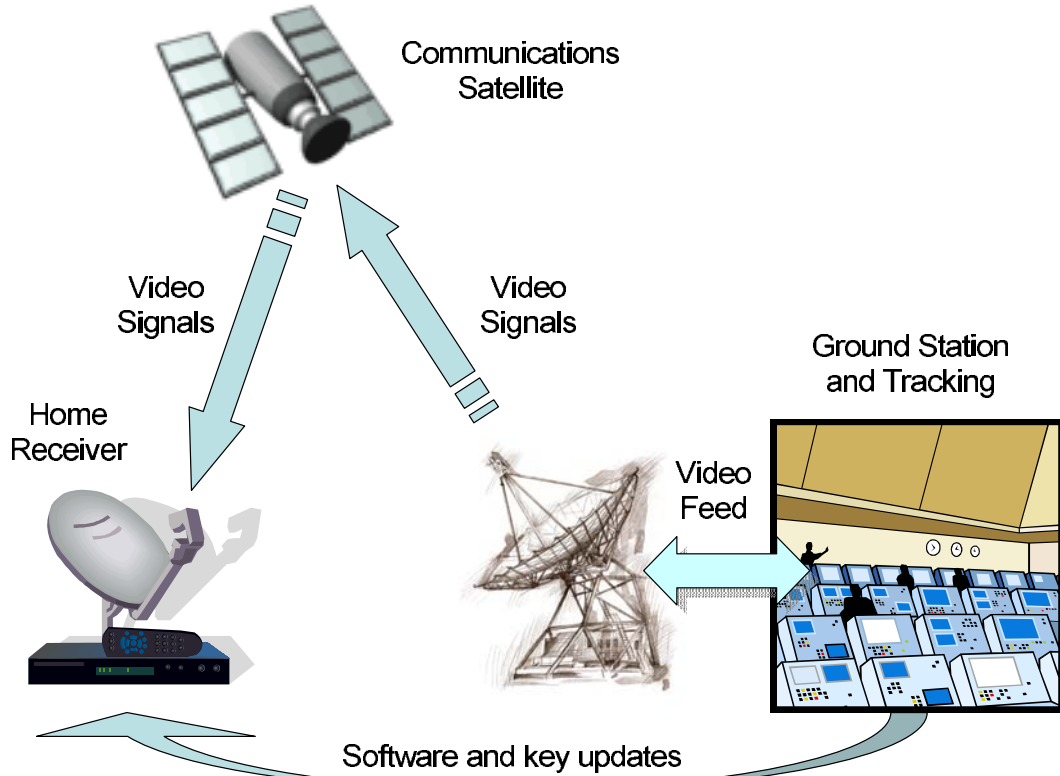 Communications
Satellite
Video
Signals
Video
Signals
Ground Station
and Tracking
Home
Receiver
Video
Feed
Software and key updates